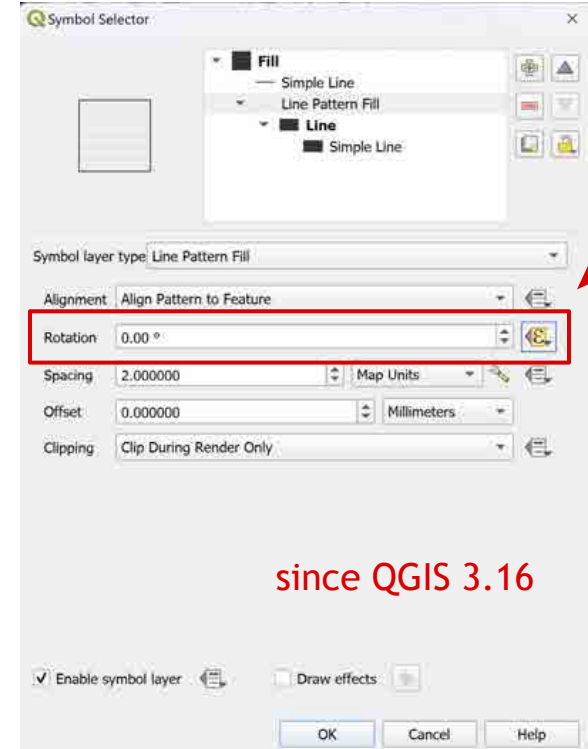 Symbol Selector
Fill
Simple Line
Line Pattern Fill
Line
Simple Line
Symbol layer type Line Pattern Fill
Alignment Align Pattern to Feature
Rotation 0.00 °
Spacing 2.000000 Map Units
Offset 0.000000 Millimeters
Clipping Clip During Render Only
since QGIS 3.16
Enable symbol layer Draw effects
OK Cancel Help